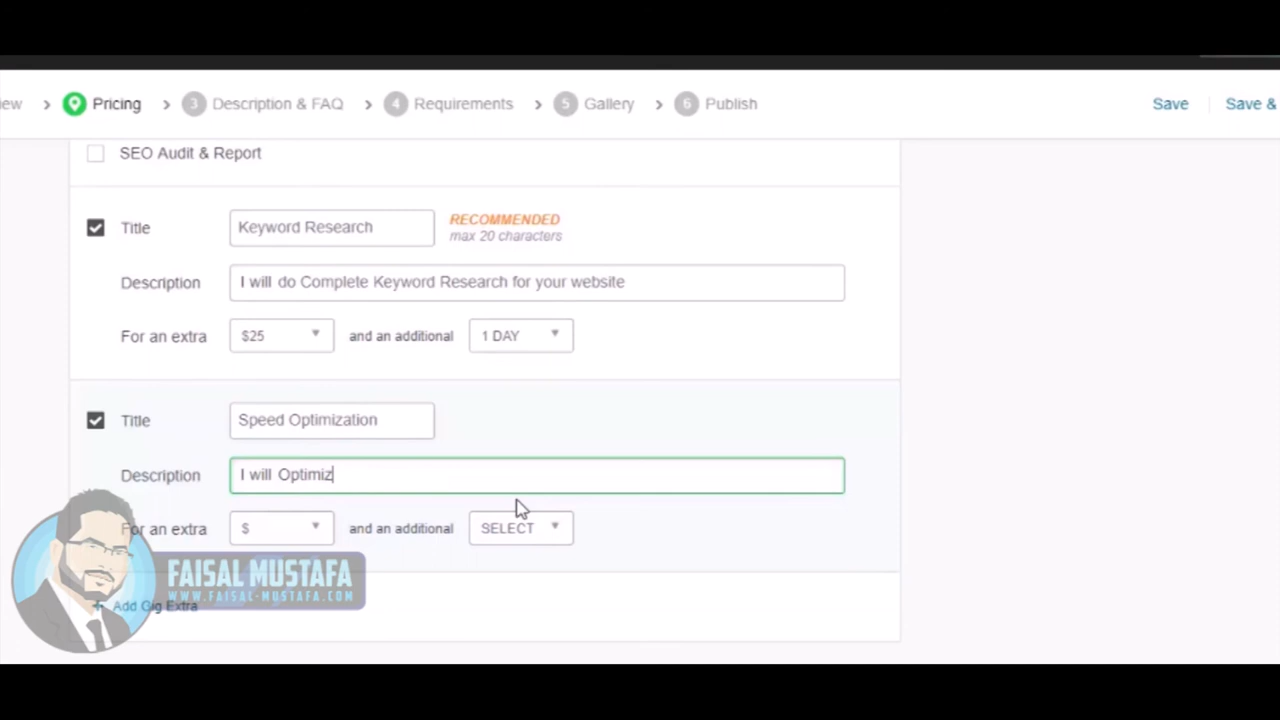 ew > Pricing > 3 Description & FAQ > 4 Requirements > 5 Gallery > 6 Publish Save Save &
SEO Audit & Report
Title Keyword Research RECOMMENDED
max 20 characters
Description I will do Complete Keyword Research for your website
For an extra $25 and an additional 1 DAY
Title Speed Optimization
Description I will Optimiz
For an extra $ and an additional SELECT
FAISAL MUSTAFA
WWW.FAISAL-MUSTAFA.COM
+ Add Gig Extra